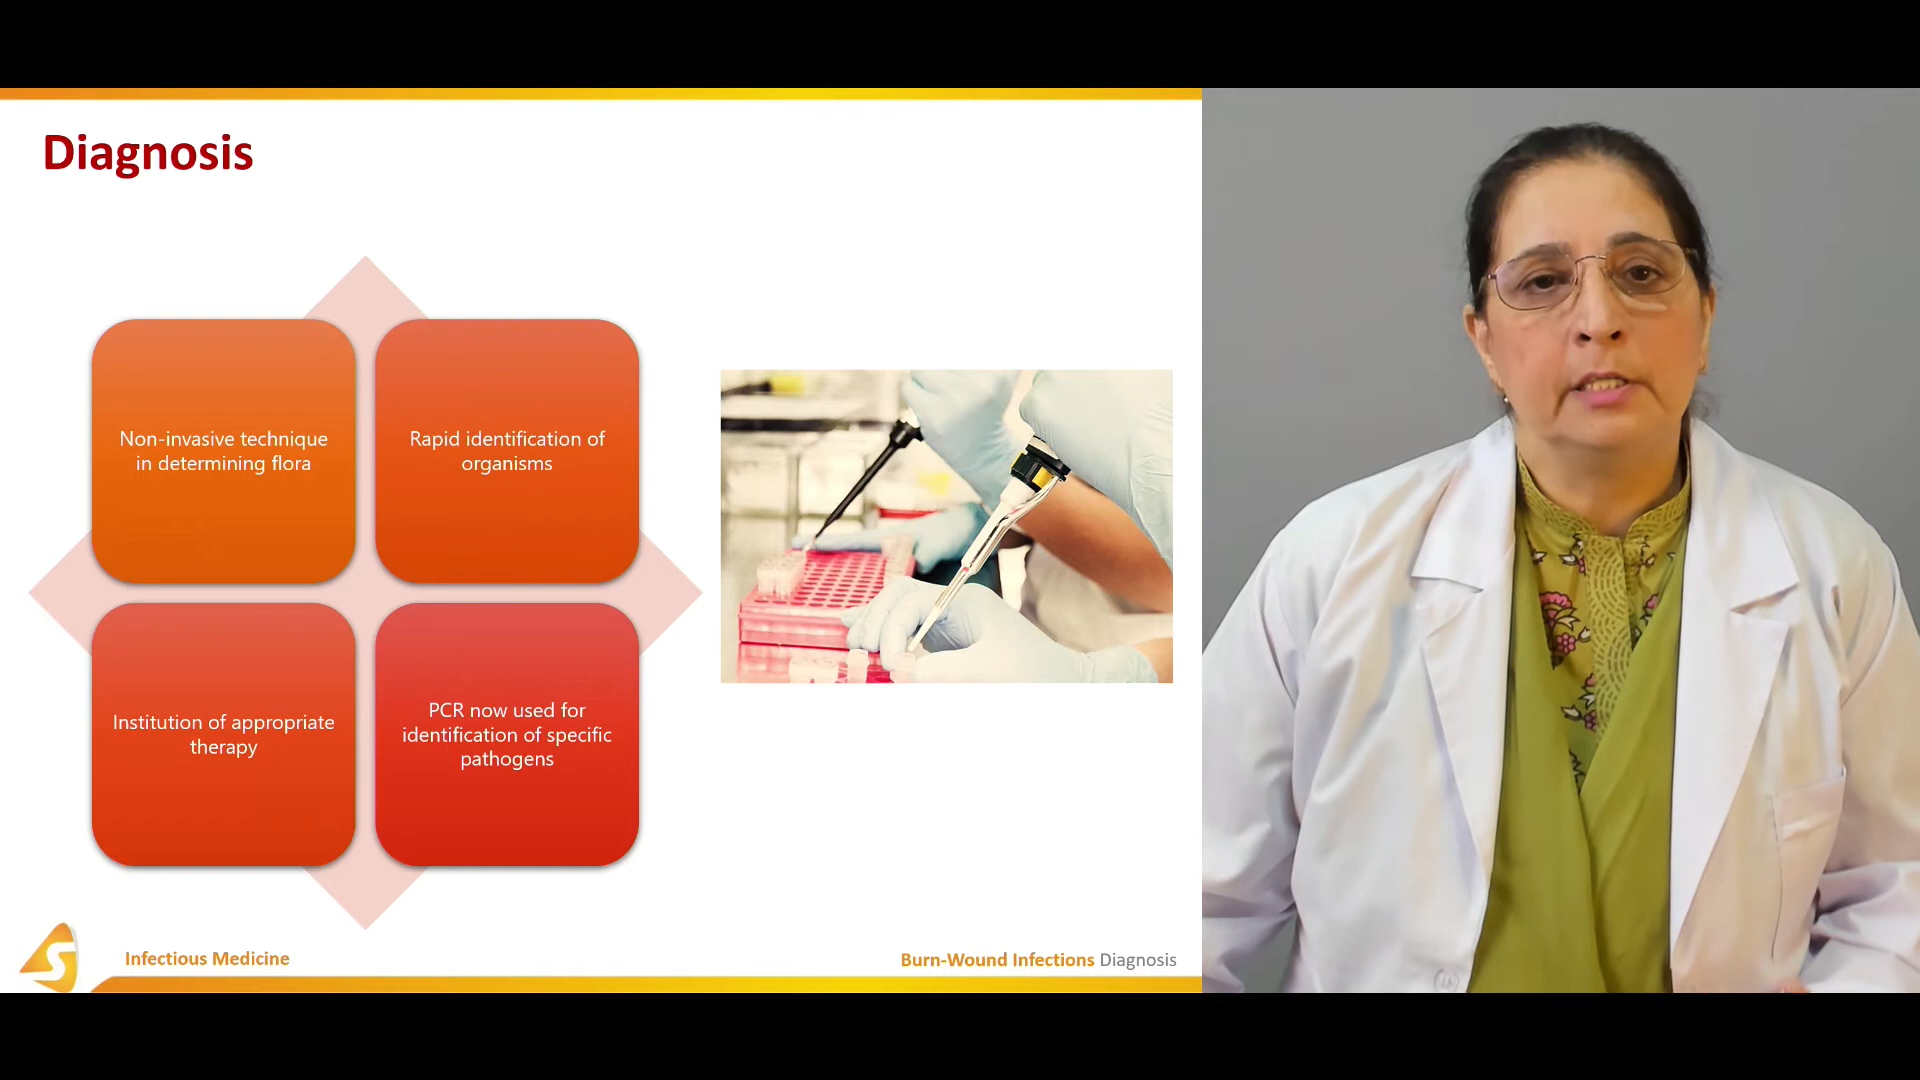 Diagnosis
Non-invasive technique
in determining flora
Rapid identification of
organisms
Institution of appropriate
therapy
PCR now used for
identification of specific
pathogens
S
Infectious Medicine
Burn-Wound Infections Diagnosis